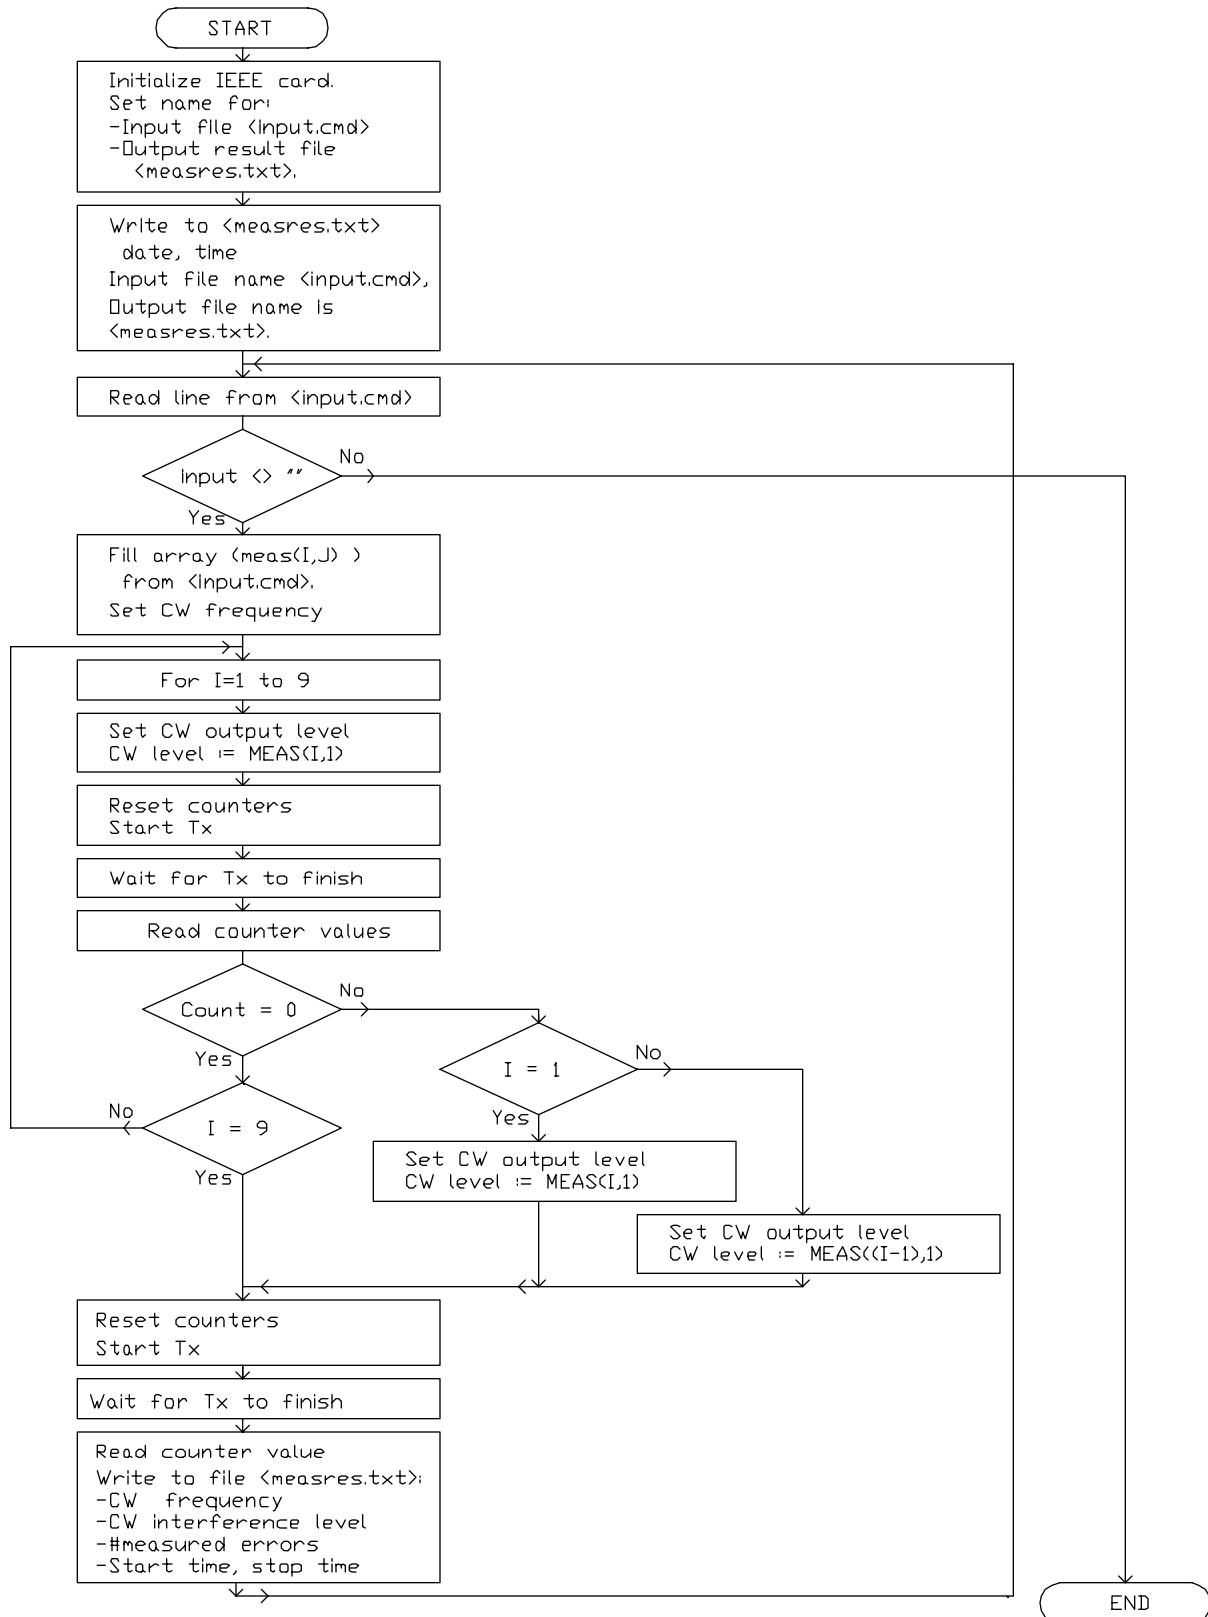 START
Initialize IEEE card.
Set name for:
-Input file <input.cmd>
-Output result file
<measres.txt>.
Write to <measres.txt>
date, time
Input file name <input.cmd>,
Output file name is
<measres.txt>.
Read line from <input.cmd>
Input <> ""
No
Yes
Fill array (meas(I,J) )
from <input.cmd>.
Set CW frequency
For I=1 to 9
Set CW output level
CW level := MEAS(I,1)
Reset counters
Start Tx
Wait for Tx to finish
Read counter values
Count = 0
No
Yes
I = 1
No
Yes
I = 9
No
Yes
Set CW output level
CW level := MEAS(I,1)
Set CW output level
CW level := MEAS((I-1),1)
Reset counters
Start Tx
Wait for Tx to finish
Read counter value
Write to file <measres.txt>:
-CW frequency
-CW interference level
-#measured errors
-Start time, stop time
END